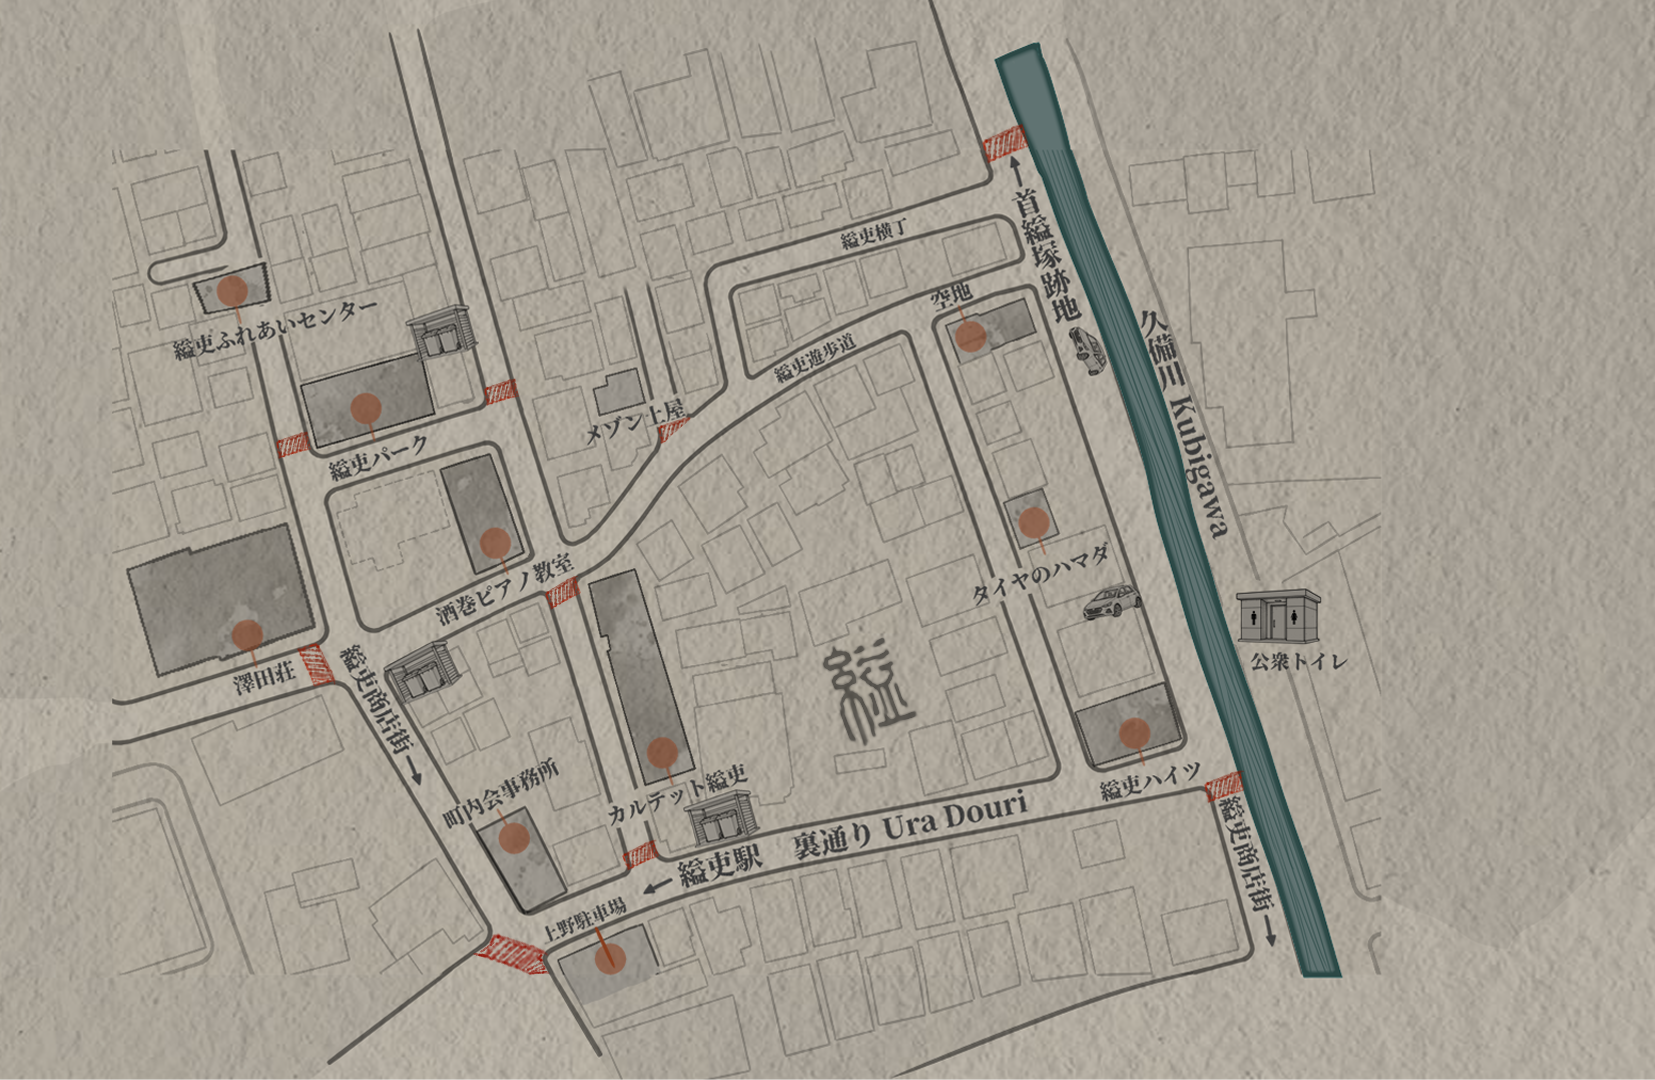 首縊塚跡地
縊吏横丁
空地
縊吏ふれあいセンター
久備川 Kubigawa
縊吏遊歩道
メゾン土屋
縊吏パーク
酒巻ピアノ教室
タイヤのハマダ
縊
公衆トイレ
澤田荘
縊吏商店街
町内会事務所
カルテット縊吏
縊吏ハイツ
裏通り Ura Douri
縊吏駅
縊吏商店街
上野駐車場